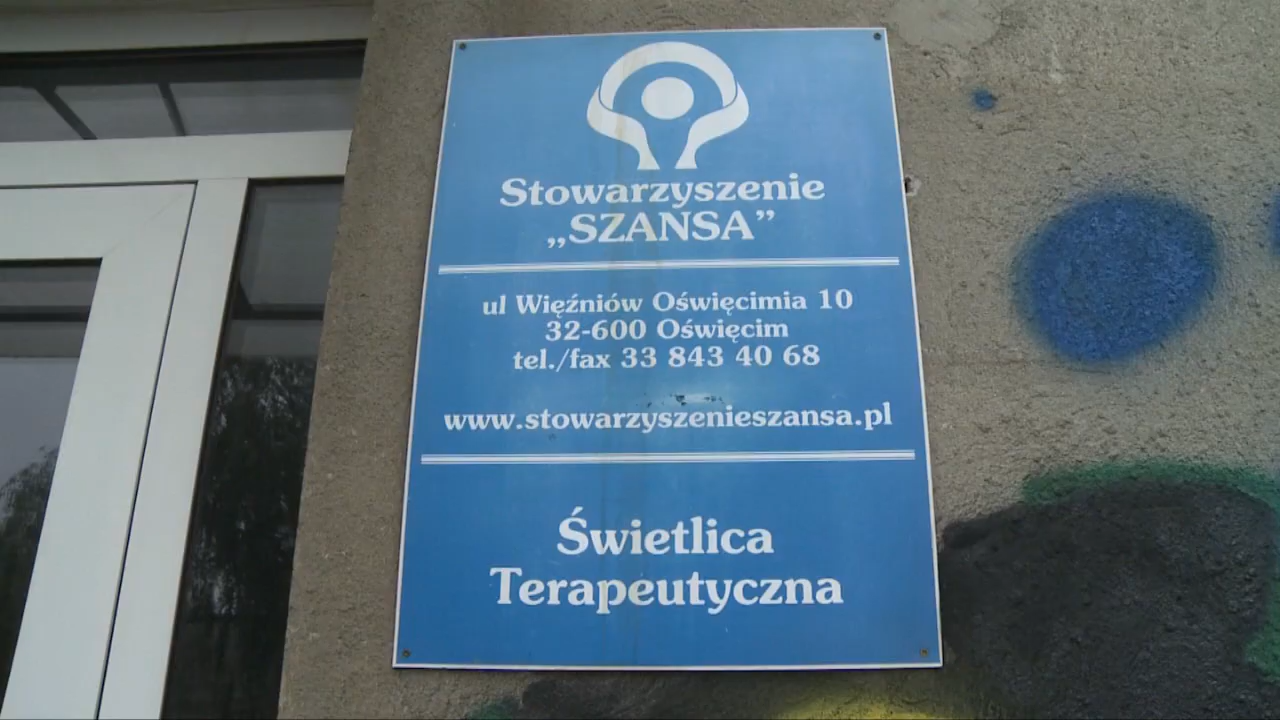 Stowarzyszenie
„SZANSA”
ul Więźniów Oświęcimia 10
32-600 Oświęcim
tel./fax 33 843 40 68
www.stowarzyszenieszansa.pl
Świetlica
Terapeutyczna